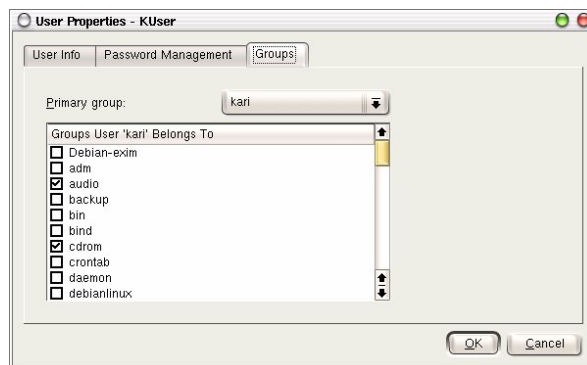 User Properties - KUser
User Info Password Management Groups
Primary group: kari
Groups User 'kari' Belongs To
Debian-exim
adm
audio
backup
bin
bind
cdrom
crontab
daemon
debianlinux
OK Cancel